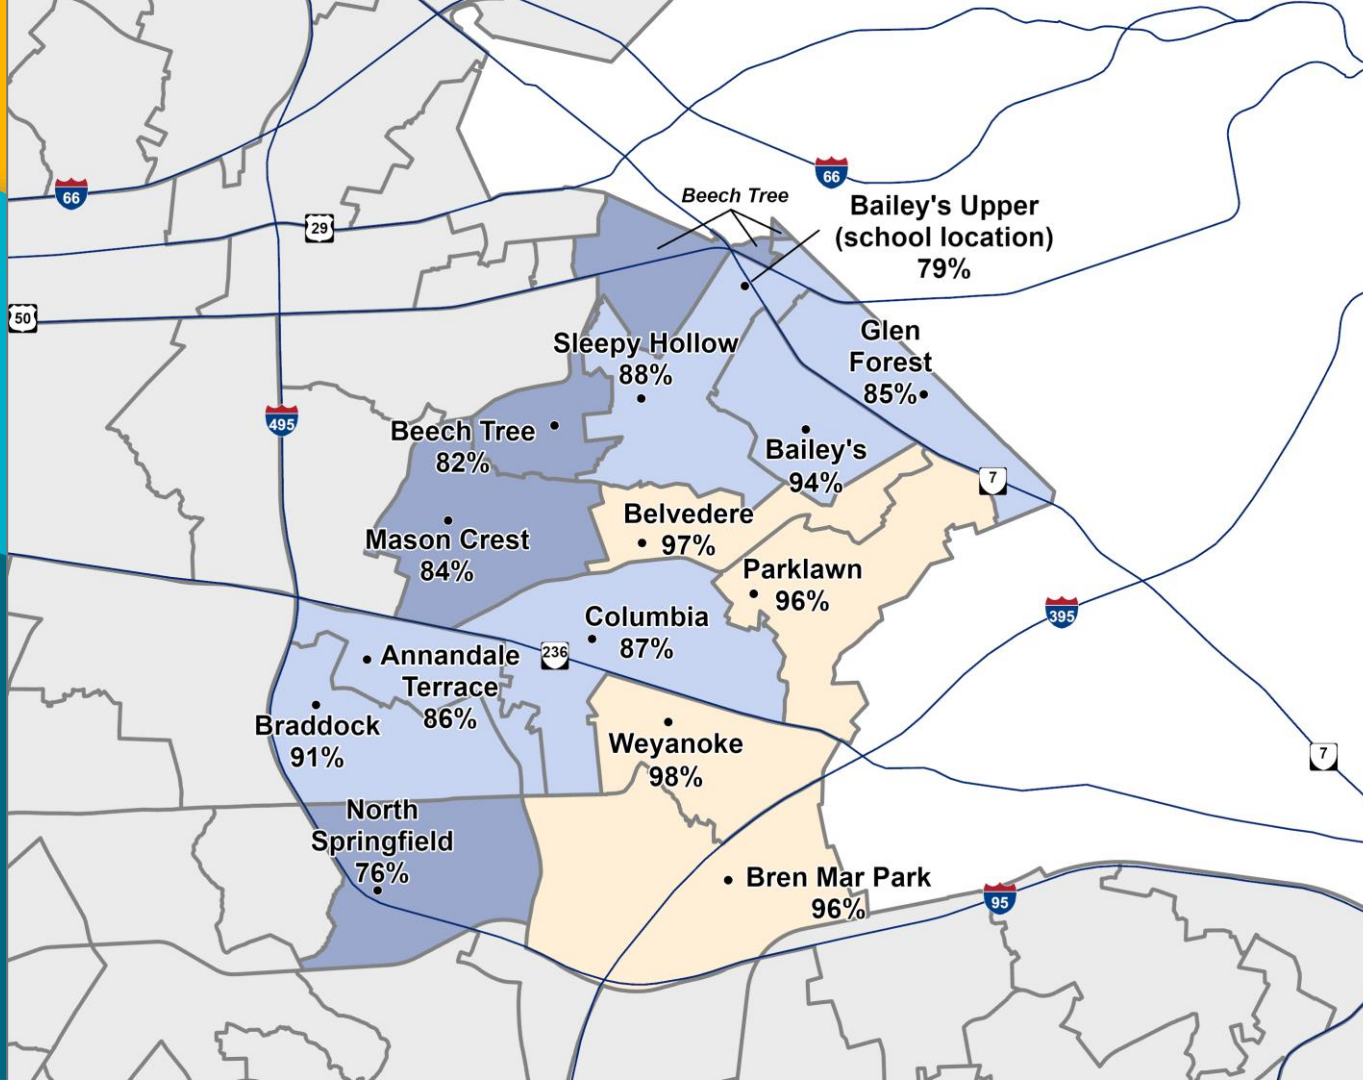 66
29
50
495
Beech Tree
66
Bailey's Upper
(school location)
79%
Glen
Forest
85%
Sleepy Hollow
88%
Beech Tree
82%
Bailey's
94%
7
Mason Crest
84%
Belvedere
97%
Parklawn
96%
395
Columbia
87%
236
Annandale
Terrace
86%
Braddock
91%
Weyanoke
98%
7
North
Springfield
76%
Bren Mar Park
96%
95